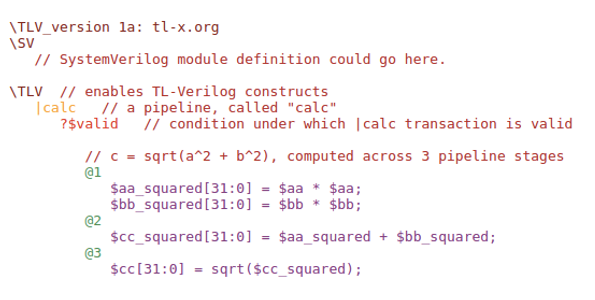 \TLV_version 1a: tl-x.org
\SV
   // SystemVerilog module definition could go here.

\TLV  // enables TL-Verilog constructs
   |calc   // a pipeline, called "calc"
      ?$valid   // condition under which |calc transaction is valid

         // c = sqrt(a^2 + b^2), computed across 3 pipeline stages
         @1
            $aa_squared[31:0] = $aa * $aa;
            $bb_squared[31:0] = $bb * $bb;
         @2
            $cc_squared[31:0] = $aa_squared + $bb_squared;
         @3
            $cc[31:0] = sqrt($cc_squared);